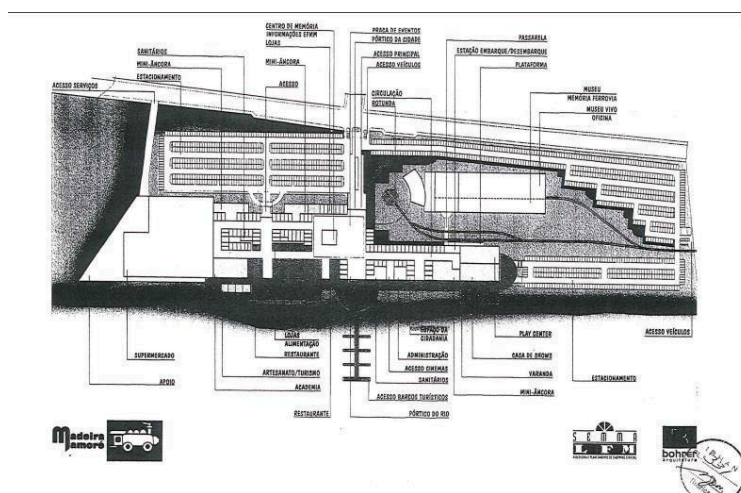 CENTRO DE MEMÓRIA
INFORMAÇÕES EFMM
LOJAS
PRAÇA DE EVENTOS
PÓRTICO DA CIDADE
PASSARELA
SANITÁRIOS
ACESSO PRINCIPAL
ESTAÇÃO EMBARQUE/DESEMBARQUE
MINI-ÂNCORA
MINI-ÂNCORA
ACESSO VEÍCULOS
PLATAFORMA
ESTACIONAMENTO
ACESSO SERVIÇOS
ACESSO
CIRCULAÇÃO
ROTUNDA
MUSEU
MEMÓRIA FERROVIA
MUSEU VIVO
OFICINA
LOJAS
ALIMENTAÇÃO
ESPAÇO DA
CIDADANIA
PLAY CENTER
ACESSO VEÍCULOS
SUPERMERCADO
RESTAURANTE
ADMINISTRAÇÃO
CASA DE SHOWS
ARTESANATO/TURISMO
ACESSO CINEMAS
VARANDA
APOIO
ACADEMIA
SANITÁRIOS
ESTACIONAMENTO
ACESSO BARCOS TURÍSTICOS
MINI-ÂNCORA
RESTAURANTE
PÓRTICO DO RIO
Madeira
Mamoré
SEMMA
bohrer
arquitetura